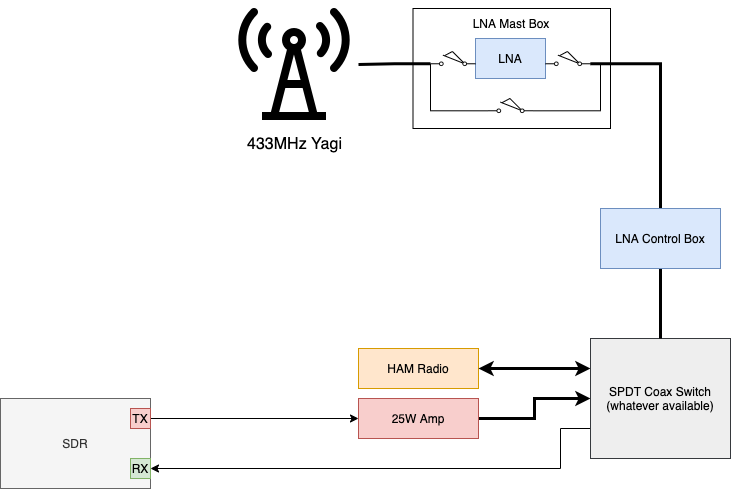 LNA Mast Box
LNA
433MHz Yagi
LNA Control Box
HAM Radio
SPDT Coax Switch
(whatever available)
TX
25W Amp
SDR
RX